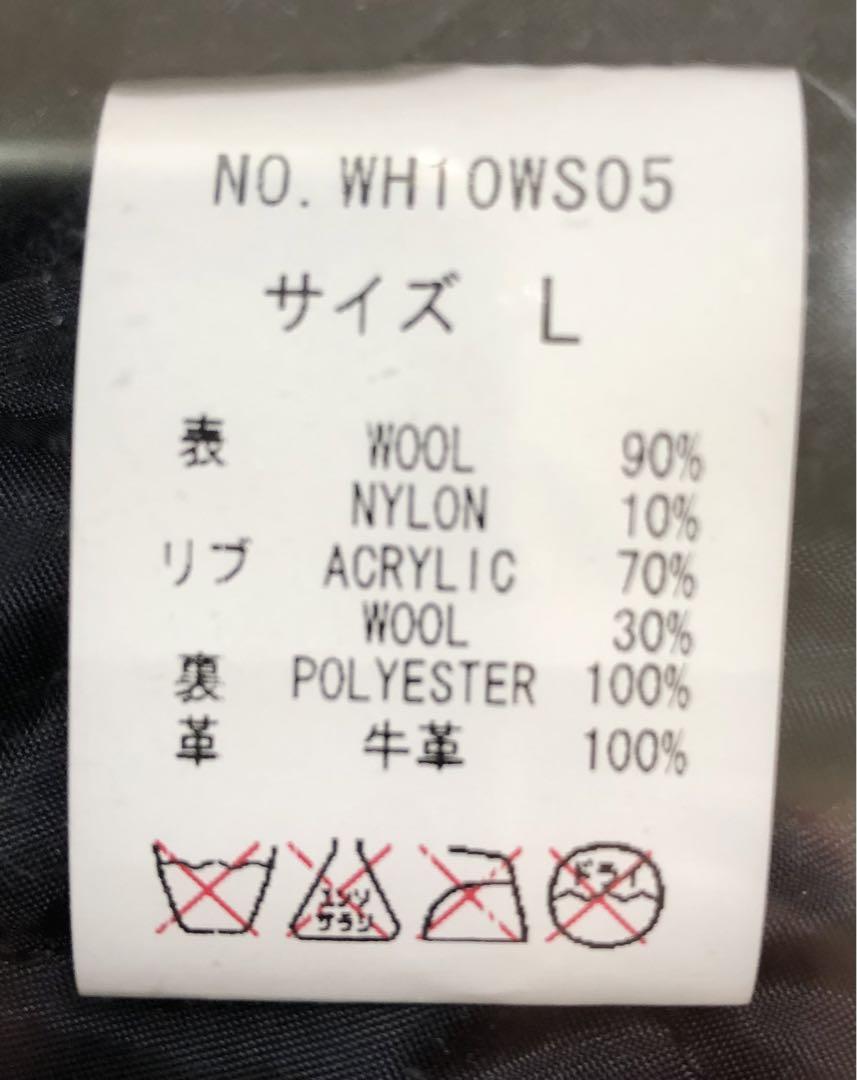 NO. WH10WS05
サイズ L
表 WOOL 90%
NYLON 10%
リブ ACRYLIC 70%
WOOL 30%
裏 POLYESTER 100%
革 牛革 100%
エンソ サラシ ドライ